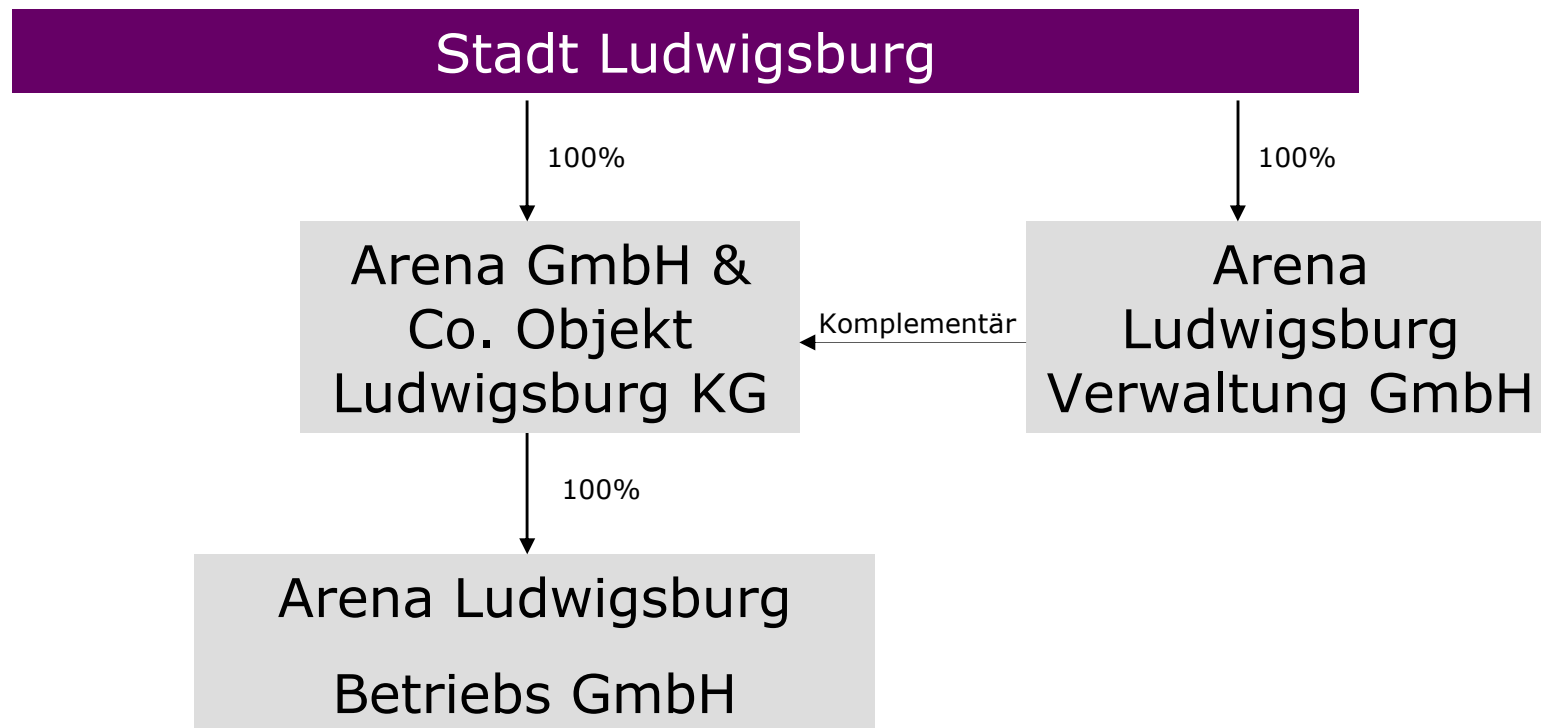 Stadt Ludwigsburg
100%
100%
Arena GmbH &
Co. Objekt
Ludwigsburg KG
Komplementär
Arena
Ludwigsburg
Verwaltung GmbH
100%
Arena Ludwigsburg
Betriebs GmbH